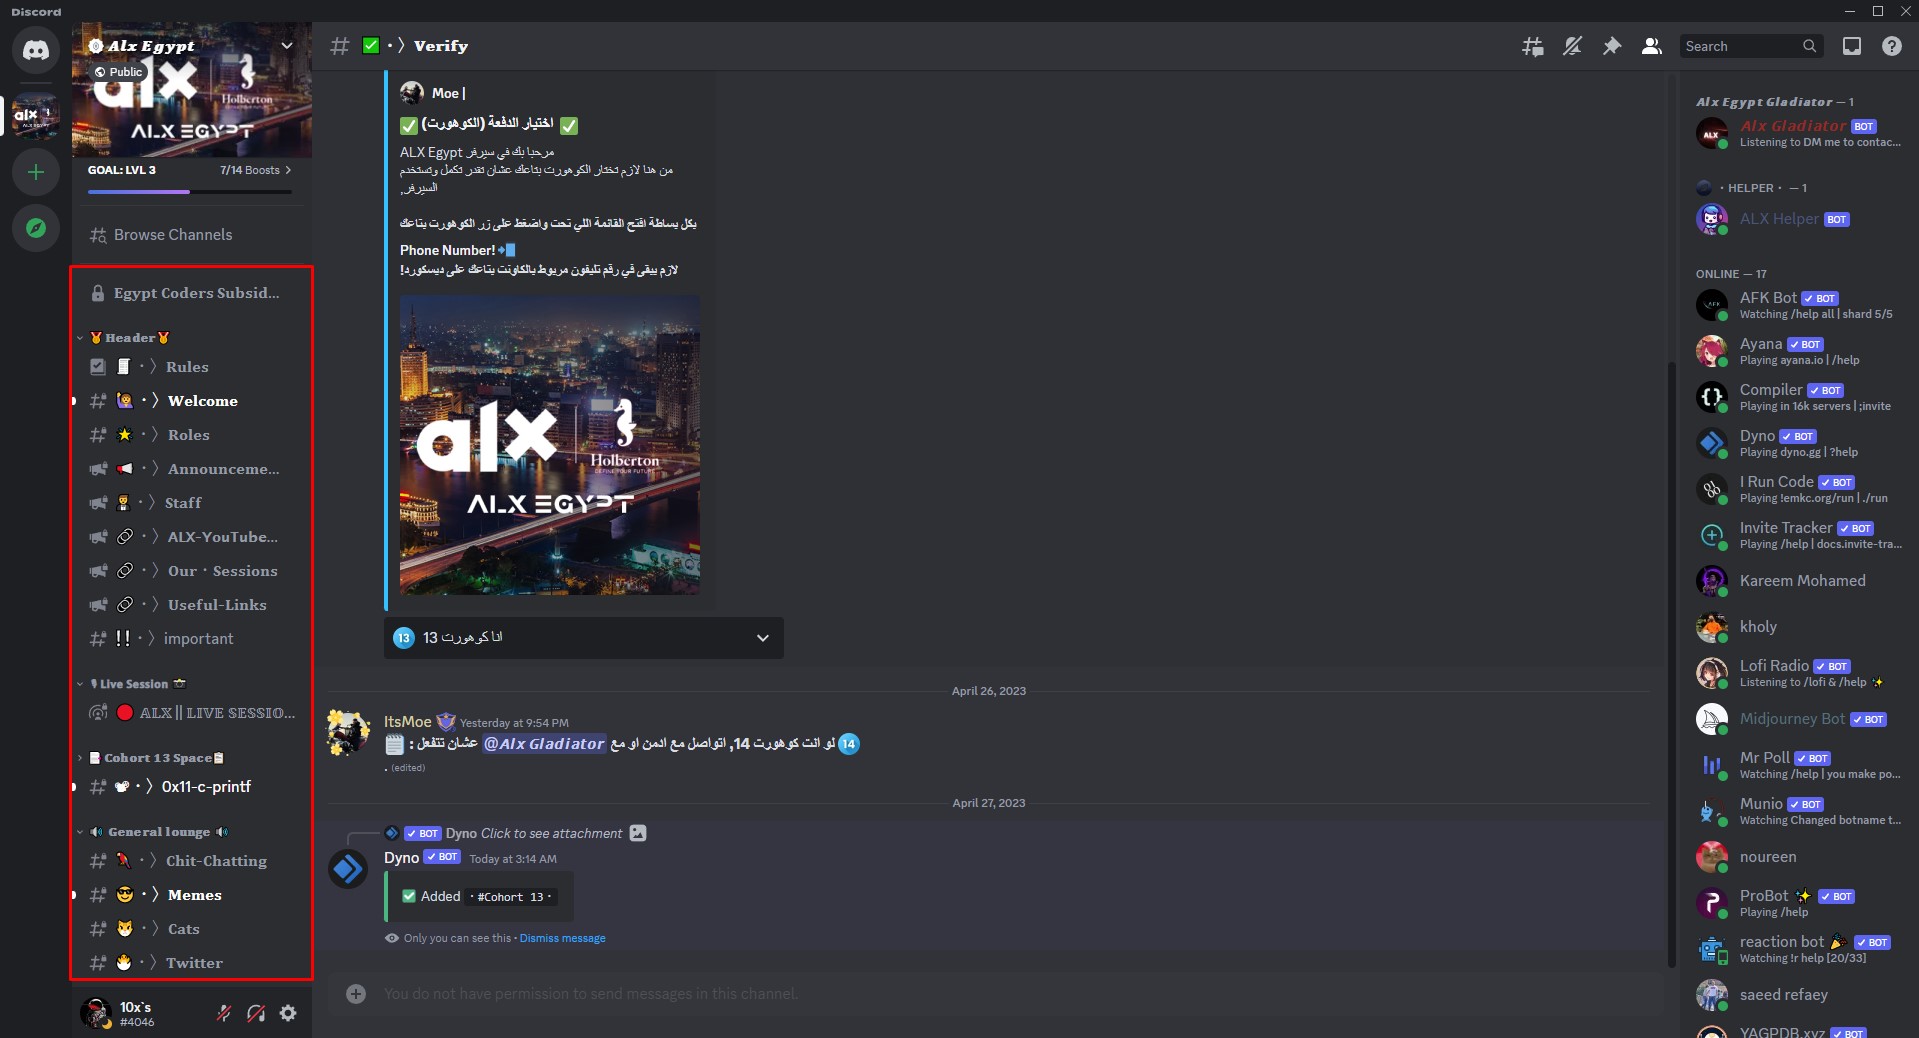 Discord
Alx Egypt
Public
alx
Holberton
ALX EGYPT
GOAL: LVL 3
7/14 Boosts
Browse Channels
Egypt Coders Subsid...
Header
Rules
Welcome
Roles
Announceme...
Staff
ALX-YouTube...
Our · Sessions
Useful-Links
important
Live Session
ALX || LIVE SESSIO...
Cohort 13 Space
0x11-c-printf
General lounge
Chit-Chatting
Memes
Cats
Twitter
10x`s
#4046
Verify
Search
Moe |
✅ اختيار الدفعة (الكوهورت) ✅
مرحبا بك في سيرفر ALX Egypt
من هنا لازم تختار الكوهورت بتاعك عشان تقدر تكمل وتستخدم
السيرفر,
بكل بساطة افتح القائمة اللي تحت واضغط على زر الكوهورت بتاعك
Phone Number!
لازم يبقى في رقم تليفون مربوط بالكاونت بتاعك على ديسكورد!
alx
Holberton
DEFINE YOUR FUTURE
ALX EGYPT
13 انا كوهورت 13
April 26, 2023
ItsMoe Yesterday at 9:54 PM
14 لو انت كوهورت 14, اتواصل مع ادمن او مع @Alx Gladiator عشان تتفعل :
. (edited)
April 27, 2023
BOT Dyno Click to see attachment
Dyno BOT Today at 3:14 AM
✅ Added · #Cohort 13 ·
Only you can see this • Dismiss message
You do not have permission to send messages in this channel.
Alx Egypt Gladiator — 1
ALX
Alx Gladiator BOT
Listening to DM me to contac...
· HELPER · — 1
ALX Helper BOT
ONLINE — 17
AFK
AFK Bot BOT
Watching /help all | shard 5/5
Ayana BOT
Playing ayana.io | /help
Compiler BOT
Playing in 16k servers | ;invite
Dyno BOT
Playing dyno.gg | ?help
I Run Code BOT
Playing !emkc.org/run | ./run
Invite Tracker BOT
Playing /help | docs.invite-tra...
Kareem Mohamed
kholy
Lofi Radio BOT
Listening to /lofi & /help ✨
Midjourney Bot BOT
Mr Poll BOT
Watching /help | you make po...
Munio BOT
Watching Changed botname t...
noureen
ProBot ✨ BOT
Playing /help
reaction bot 🎉 BOT
Watching !r help [20/33]
saeed refaey
YAGPDB.xyz BOT